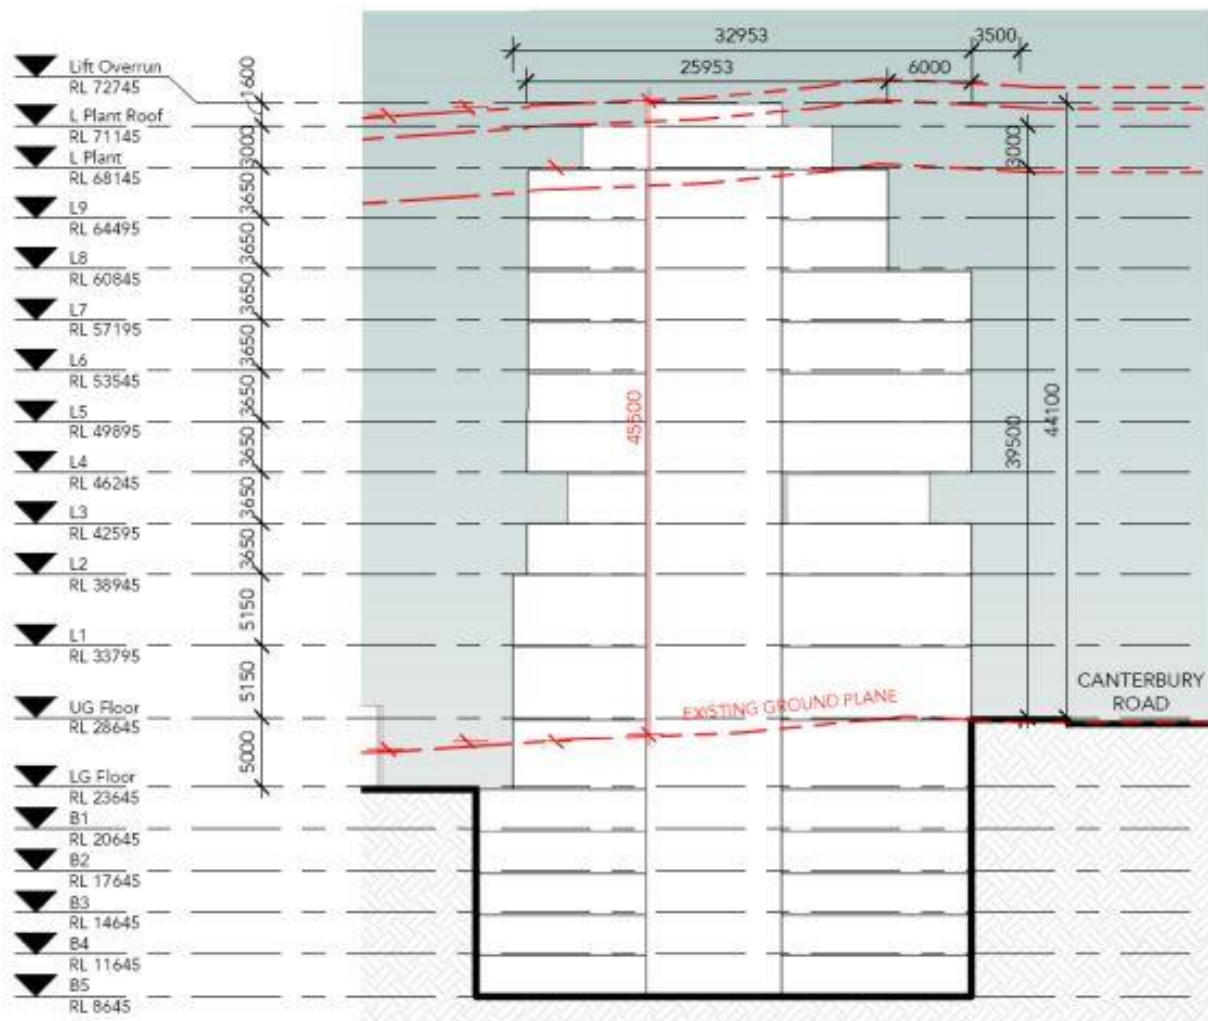 32953
3500
25953
6000
Lift Overrun
RL 72745
1600
L Plant Roof
RL 71145
3000
3000
L Plant
RL 68145
3650
L9
RL 64495
3650
L8
RL 60845
3650
L7
RL 57195
3650
L6
RL 53545
3650
L5
RL 49895
3650
45500
39500
44100
L4
RL 46245
3650
L3
RL 42595
3650
L2
RL 38945
5150
L1
RL 33795
5150
CANTERBURY
ROAD
UG Floor
RL 28645
EXISTING GROUND PLANE
5000
LG Floor
RL 23645
B1
RL 20645
B2
RL 17645
B3
RL 14645
B4
RL 11645
B5
RL 8645